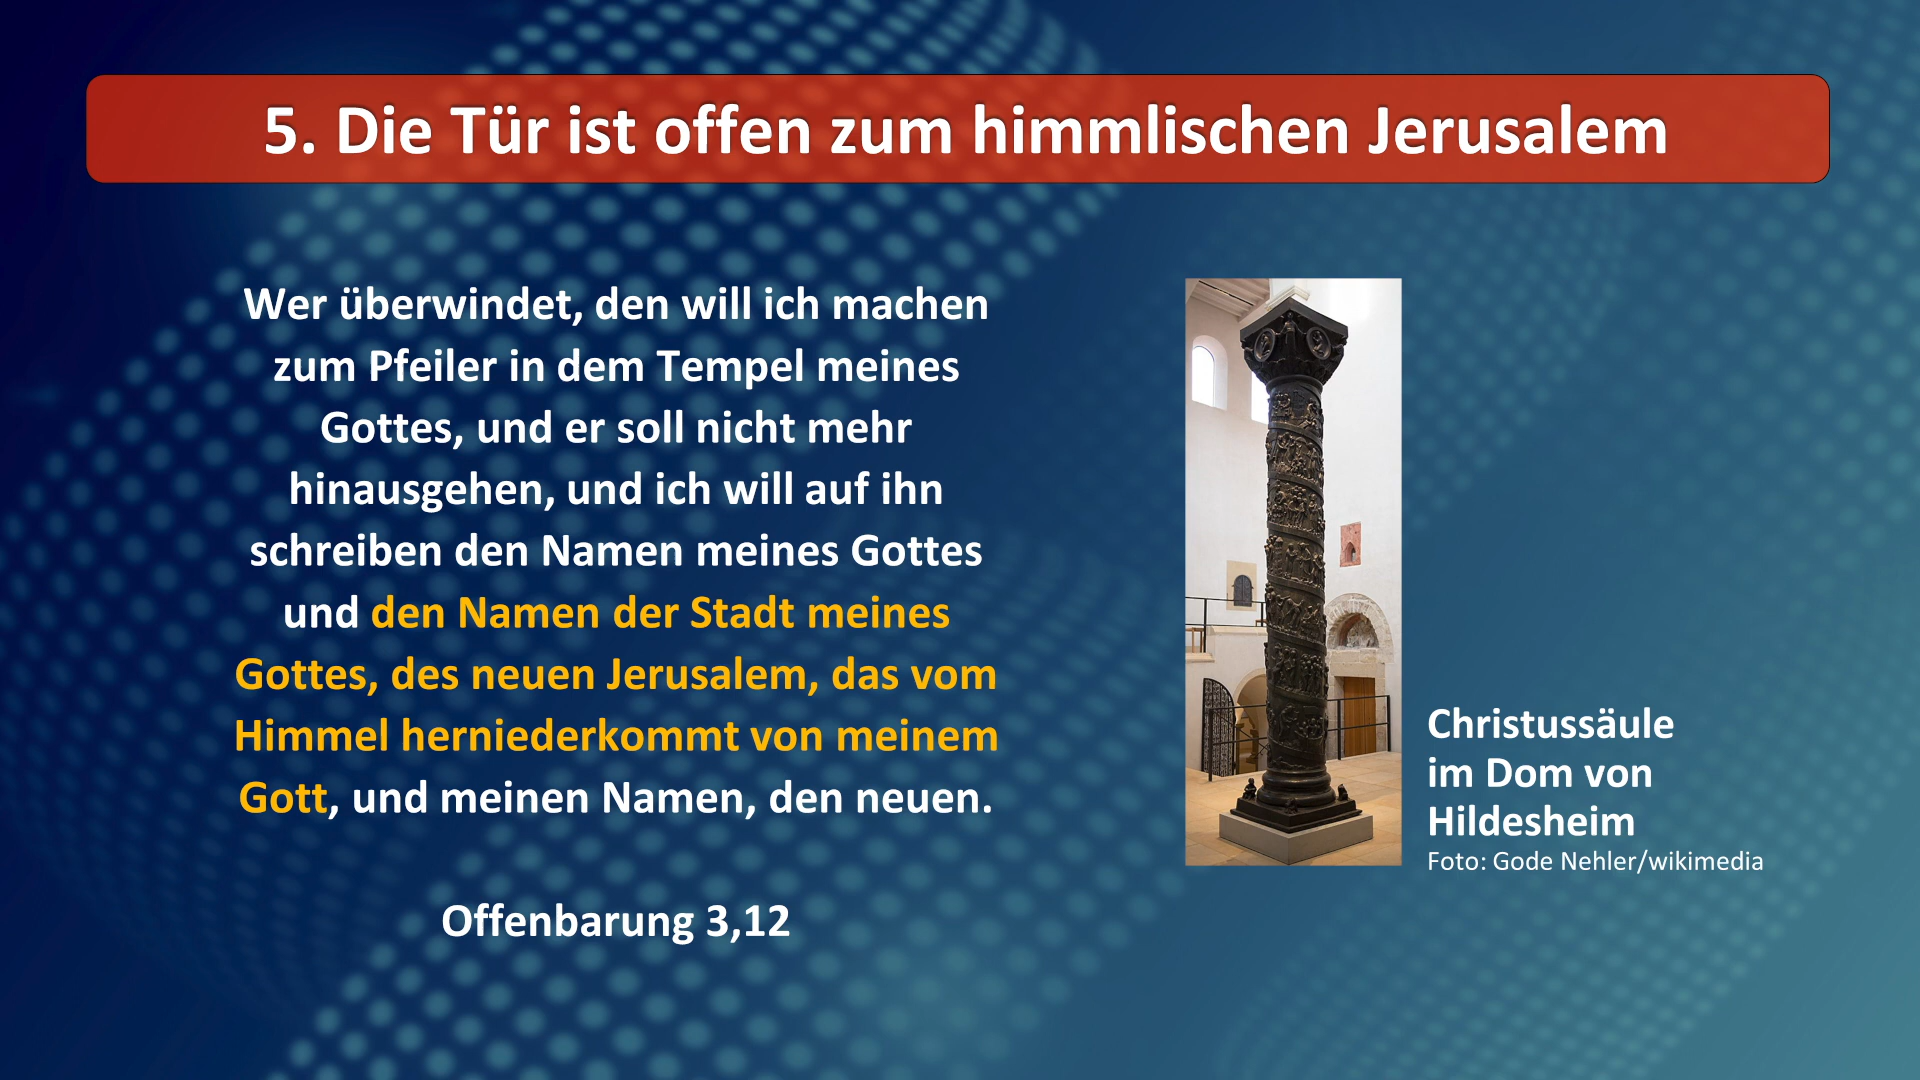 5. Die Tür ist offen zum himmlischen Jerusalem
Wer überwindet, den will ich machen
zum Pfeiler in dem Tempel meines
Gottes, und er soll nicht mehr
hinausgehen, und ich will auf ihn
schreiben den Namen meines Gottes
und den Namen der Stadt meines
Gottes, des neuen Jerusalem, das vom
Himmel herniederkommt von meinem
Gott, und meinen Namen, den neuen.
Offenbarung 3,12
Christussäule
im Dom von
Hildesheim
Foto: Gode Nehler/wikimedia